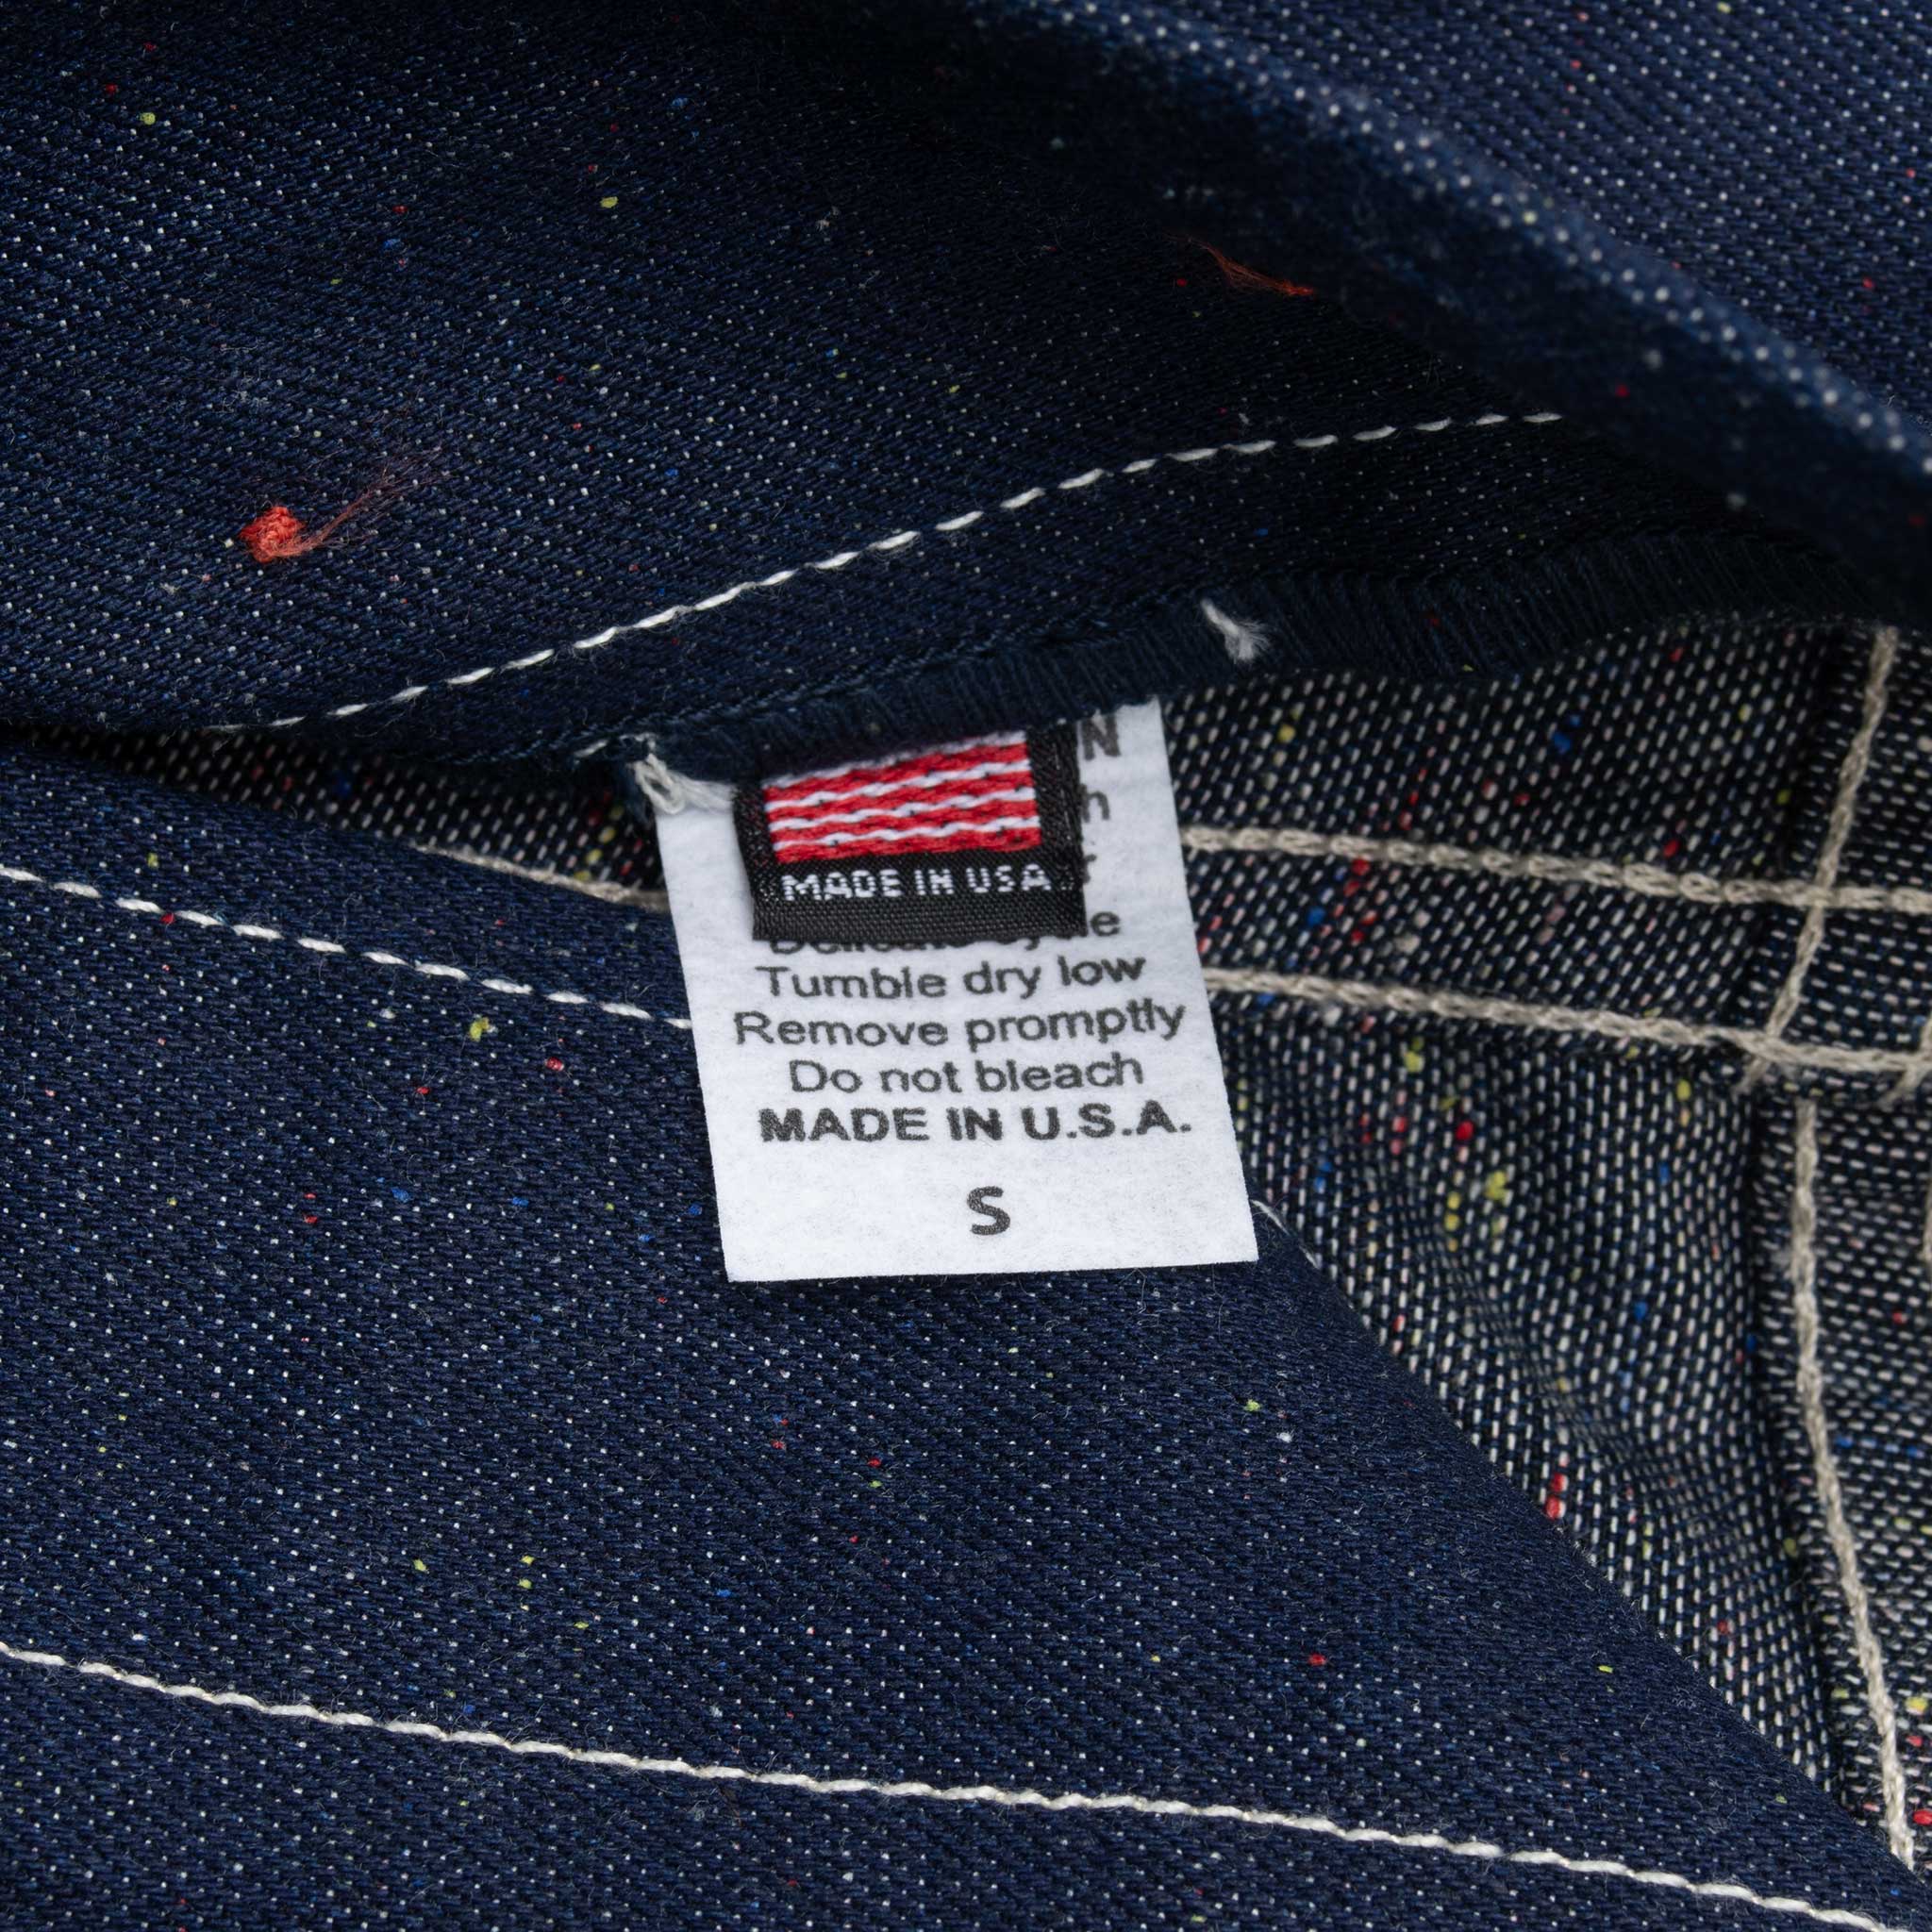 MADE IN USA
Tumble dry low
Remove promptly
Do not bleach
MADE IN U.S.A.
S